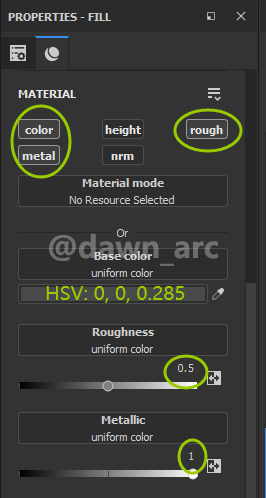 PROPERTIES - FILL
MATERIAL
color height rough
metal nrm
Material mode
No Resource Selected
Or
@dawn_arc
Base color
uniform color
HSV: 0, 0, 0.285
Roughness
uniform color
0.5
Metallic
uniform color
1